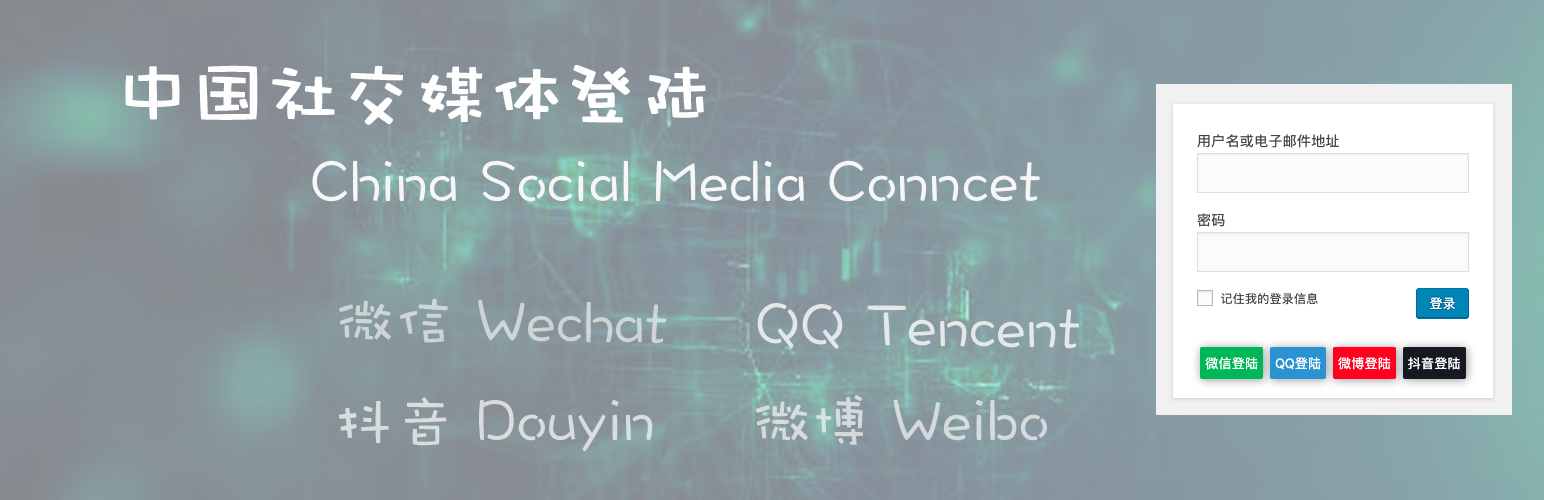 中国社交媒体登陆
China Social Media Conncet
微信 Wechat
QQ Tencent
抖音 Douyin
微博 Weibo
用户名或电子邮件地址
密码
记住我的登录信息
登录
微信登陆 QQ登陆 微博登陆 抖音登陆